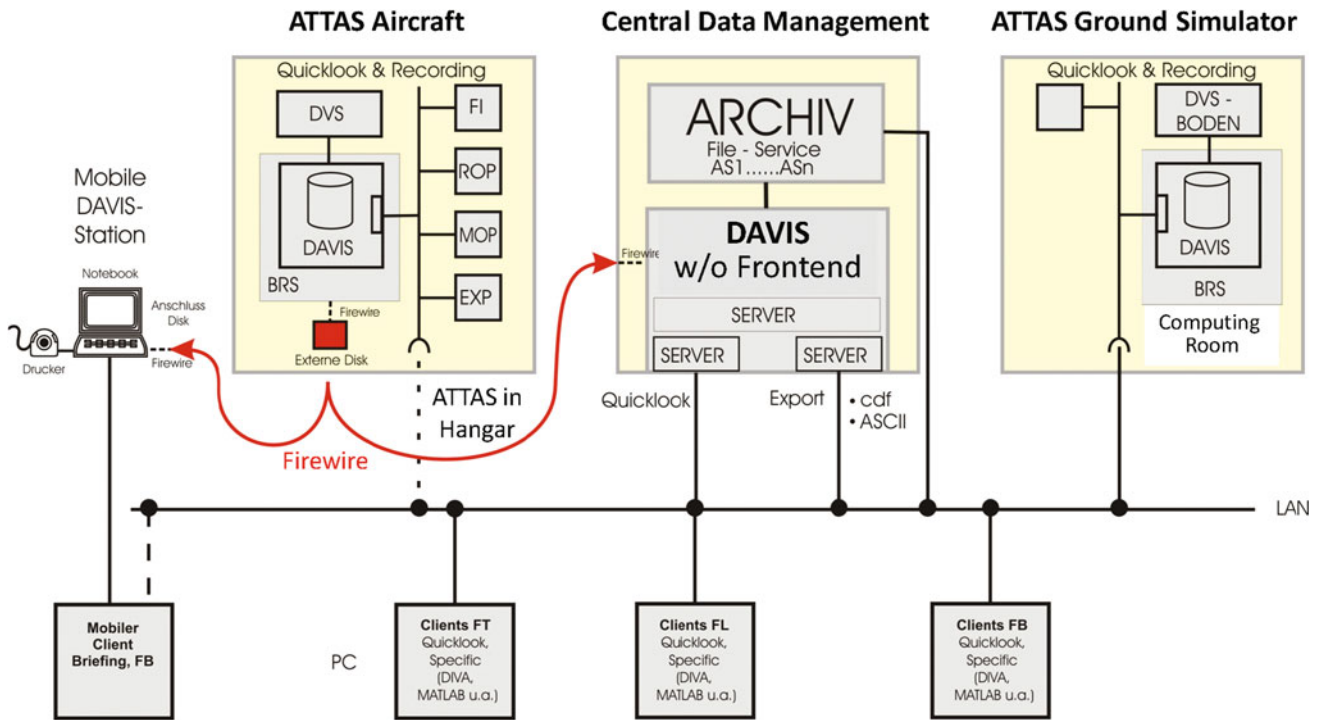 ATTAS Aircraft
Central Data Management
ATTAS Ground Simulator
Quicklook & Recording
DVS
FI
ROP
MOP
EXP
DAVIS
BRS
Firewire
Externe Disk
Mobile
DAVIS-
Station
Notebook
Anschluss
Disk
Firewire
Drucker
Firewire
ATTAS in
Hangar
ARCHIV
File - Service
AS1......ASn
DAVIS
w/o Frontend
Firewire
SERVER
SERVER
SERVER
Quicklook
Export
• cdf
• ASCII
Quicklook & Recording
DVS -
BODEN
DAVIS
BRS
Computing
Room
LAN
Mobiler
Client
Briefing, FB
PC
Clients FT
Quicklook,
Specific
(DIVA,
MATLAB u.a.)
Clients FL
Quicklook,
Specific
(DIVA,
MATLAB u.a.)
Clients FB
Quicklook,
Specific
(DIVA,
MATLAB u.a.)